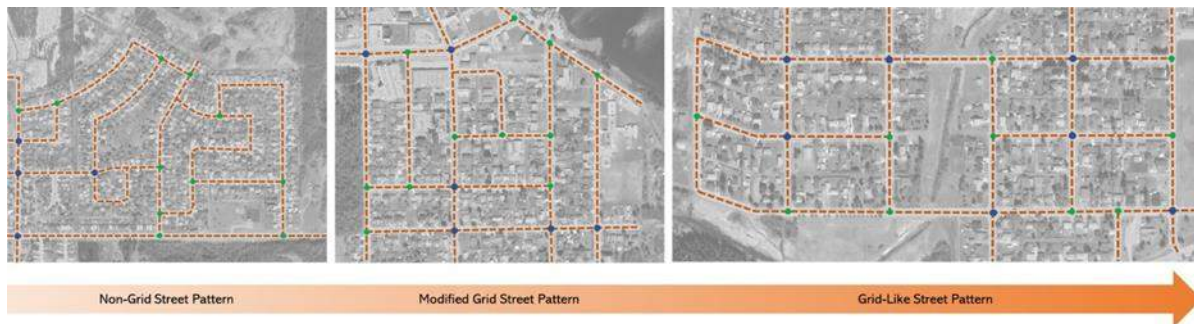 Non-Grid Street Pattern
Modified Grid Street Pattern
Grid-Like Street Pattern